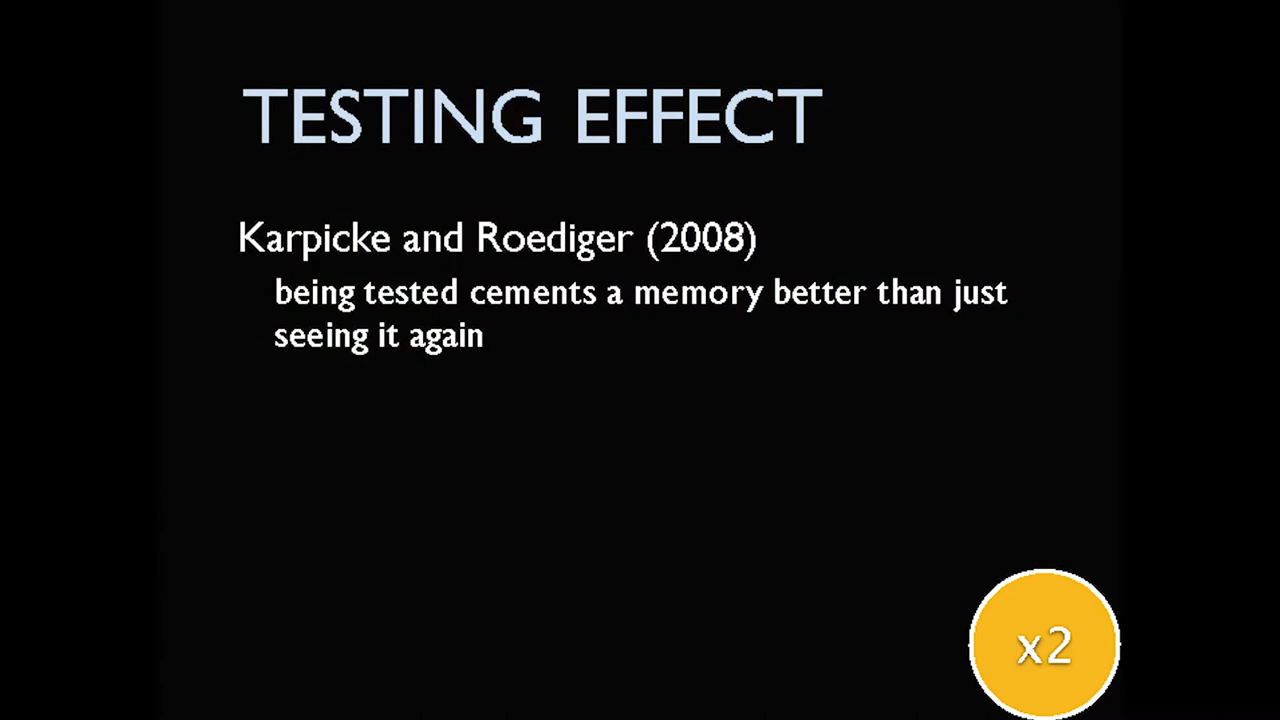 TESTING EFFECT
Karpicke and Roediger (2008)
being tested cements a memory better than just
seeing it again
x2